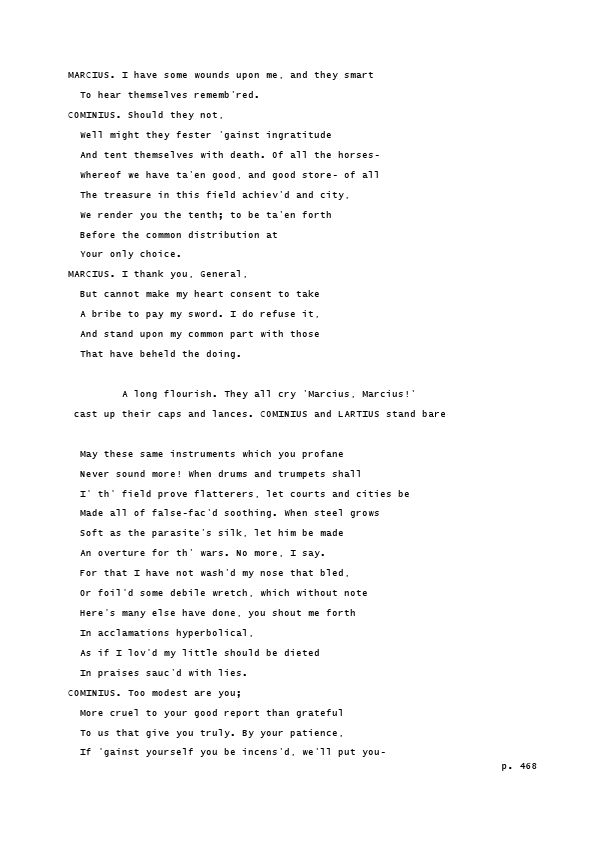 MARCIUS. I have some wounds upon me, and they smart
To hear themselves rememb'red.
COMINIUS. Should they not,
Well might they fester 'gainst ingratitude
And tent themselves with death. Of all the horses-
Whereof we have ta'en good, and good store- of all
The treasure in this field achiev'd and city,
We render you the tenth; to be ta'en forth
Before the common distribution at
Your only choice.
MARCIUS. I thank you, General,
But cannot make my heart consent to take
A bribe to pay my sword. I do refuse it,
And stand upon my common part with those
That have beheld the doing.
A long flourish. They all cry 'Marcius, Marcius!'
cast up their caps and lances. COMINIUS and LARTIUS stand bare
May these same instruments which you profane
Never sound more! When drums and trumpets shall
I' th' field prove flatterers, let courts and cities be
Made all of false-fac'd soothing. When steel grows
Soft as the parasite's silk, let him be made
An overture for th' wars. No more, I say.
For that I have not wash'd my nose that bled,
Or foil'd some debile wretch, which without note
Here's many else have done, you shout me forth
In acclamations hyperbolical,
As if I lov'd my little should be dieted
In praises sauc'd with lies.
COMINIUS. Too modest are you;
More cruel to your good report than grateful
To us that give you truly. By your patience,
If 'gainst yourself you be incens'd, we'll put you-
p. 468